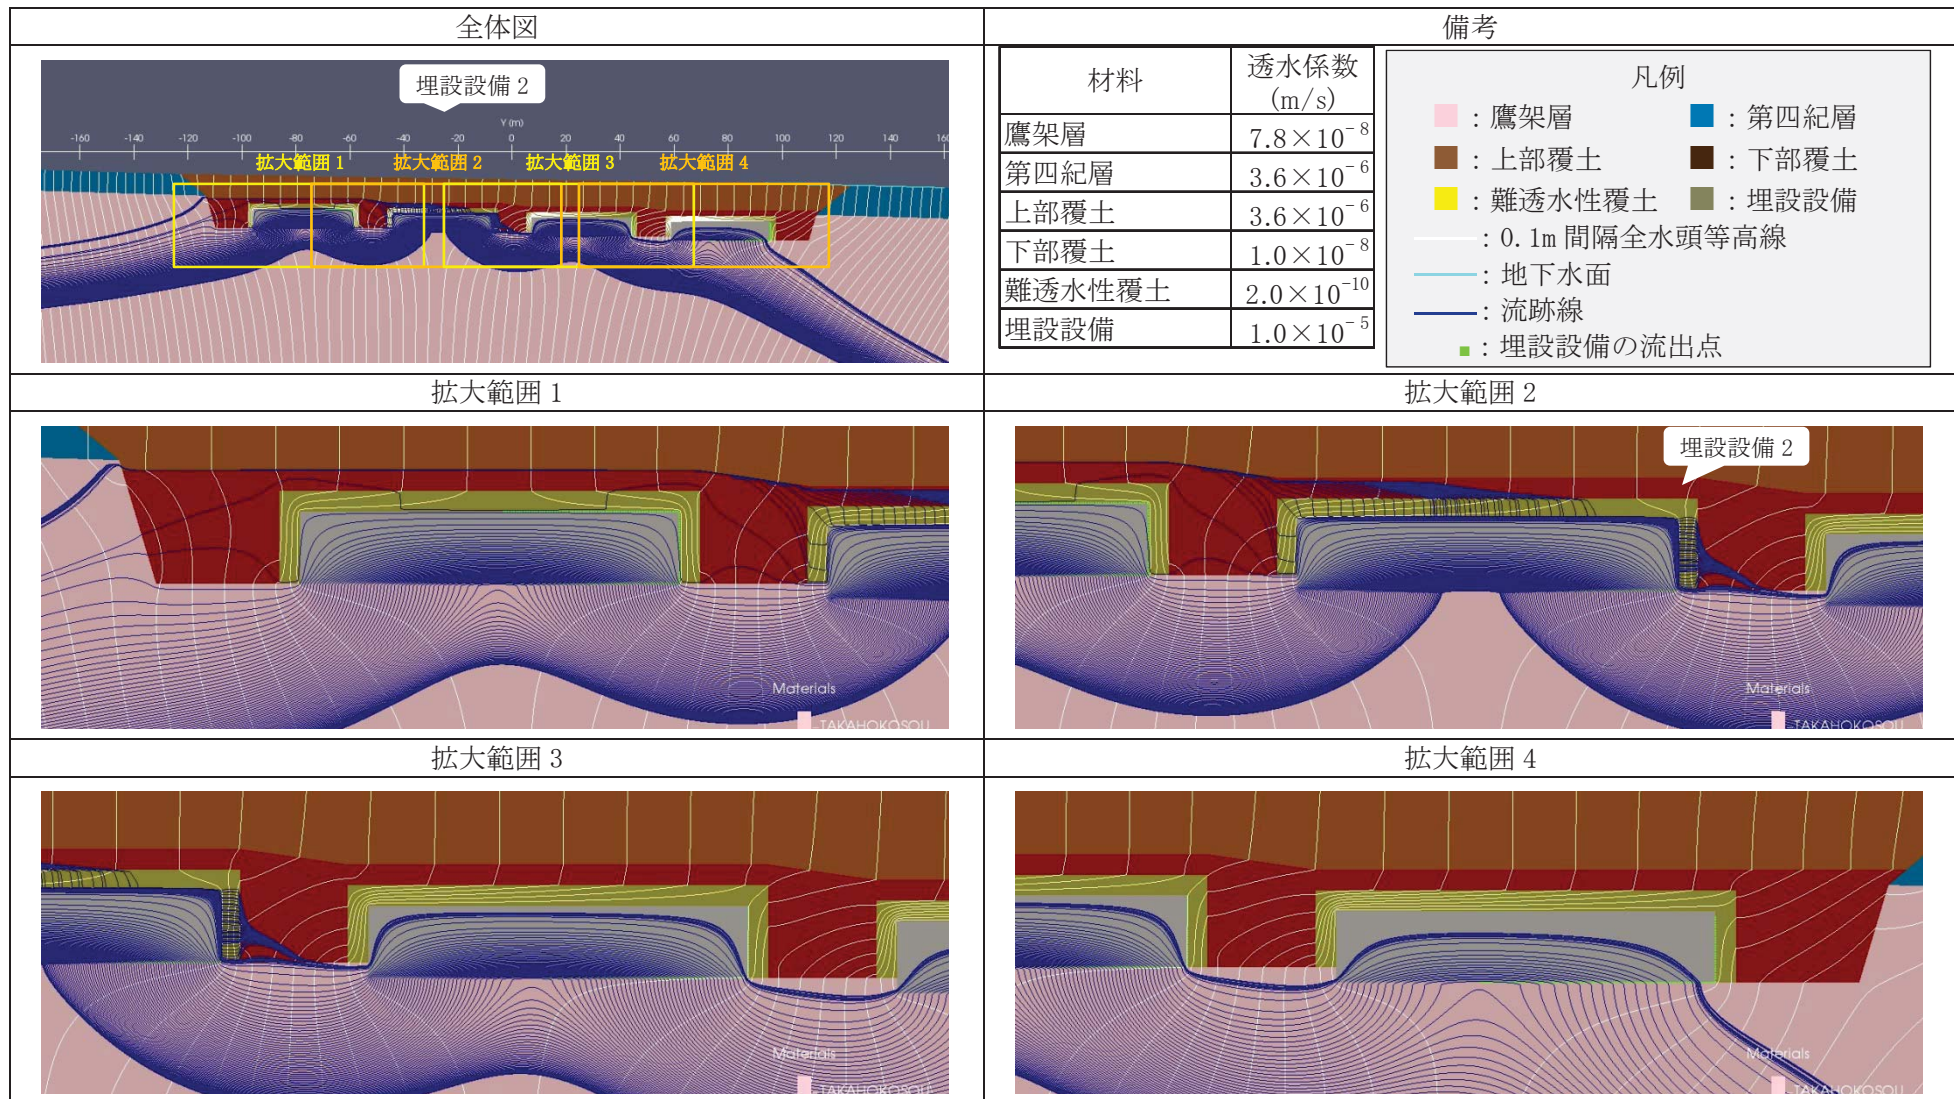 全体図
備考
埋設設備 2
Y (m)
-160 -140 -120 -100 -80 -60 -40 -20 0 20 40 60 80 100 120 140 160
拡大範囲 1 拡大範囲 2 拡大範囲 3 拡大範囲 4
材料 透水係数
(m/s)
鷹架層 7.8×10⁻⁸
第四紀層 3.6×10⁻⁶
上部覆土 3.6×10⁻⁶
下部覆土 1.0×10⁻⁸
難透水性覆土 2.0×10⁻¹⁰
埋設設備 1.0×10⁻⁵
凡例
：鷹架層 ：第四紀層
：上部覆土 ：下部覆土
：難透水性覆土 ：埋設設備
：0.1m 間隔全水頭等高線
：地下水面
：流跡線
：埋設設備の流出点
拡大範囲 1
拡大範囲 2
Materials
TAKAHOKOSOU
埋設設備 2
Materials
TAKAHOKOSOU
拡大範囲 3
拡大範囲 4
Materials
TAKAHOKOSOU
Materials
TAKAHOKOSOU